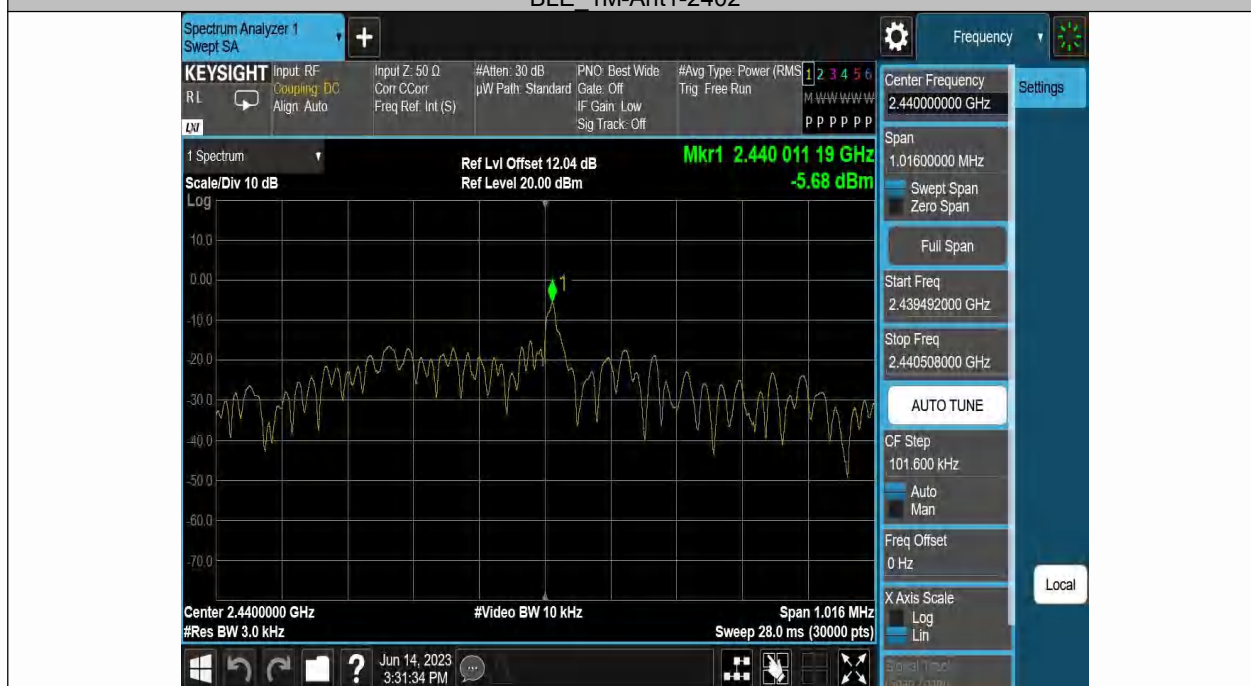 BLE_1M-Ant1-2402
Spectrum Analyzer 1
Swept SA
+
Frequency
KEYSIGHT
RL
LXI
Input: RF
Coupling: DC
Align: Auto
Input Z: 50 Ω
Corr CCorr
Freq Ref: Int (S)
#Atten: 30 dB
µW Path: Standard
PNO: Best Wide
Gate: Off
IF Gain: Low
Sig Track: Off
#Avg Type: Power (RMS
Trig: Free Run
1 2 3 4 5 6
M W W W W W
P P P P P P
Center Frequency
2.440000000 GHz
Settings
Span
1.01600000 MHz
Swept Span
Zero Span
Full Span
Start Freq
2.439492000 GHz
Stop Freq
2.440508000 GHz
AUTO TUNE
CF Step
101.600 kHz
Auto
Man
Freq Offset
0 Hz
X Axis Scale
Log
Lin
Local
1 Spectrum
Scale/Div 10 dB
Log
Ref Lvl Offset 12.04 dB
Ref Level 20.00 dBm
Mkr1 2.440 011 19 GHz
-5.68 dBm
10.0
0.00
-10.0
-20.0
-30.0
-40.0
-50.0
-60.0
-70.0
1
Center 2.4400000 GHz
#Res BW 3.0 kHz
#Video BW 10 kHz
Span 1.016 MHz
Sweep 28.0 ms (30000 pts)
?
Jun 14, 2023
3:31:34 PM